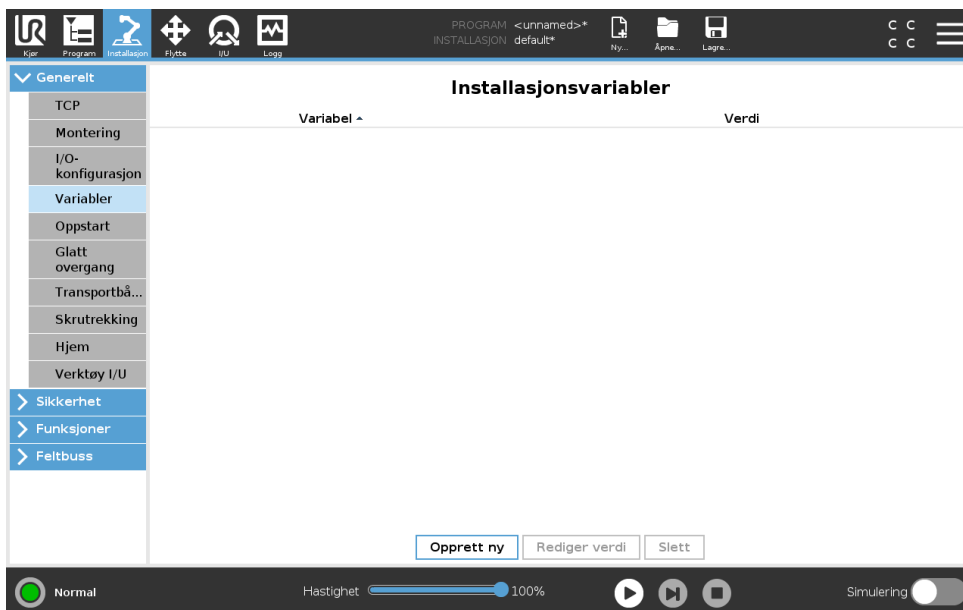 UR
PROGRAM <unnamed>*
INSTALLASJON default*
Kjør Program Installasjon Flytte I/U Logg Ny... Åpne... Lagre...
C C
C C
Generelt
TCP
Montering
I/O-
konfigurasjon
Variabler
Oppstart
Glatt
overgang
Transportbå...
Skrutrekking
Hjem
Verktøy I/U
Sikkerhet
Funksjoner
Feltbuss
Installasjonsvariabler
Variabel Verdi
Opprett ny Rediger verdi Slett
Normal Hastighet 100% Simulering